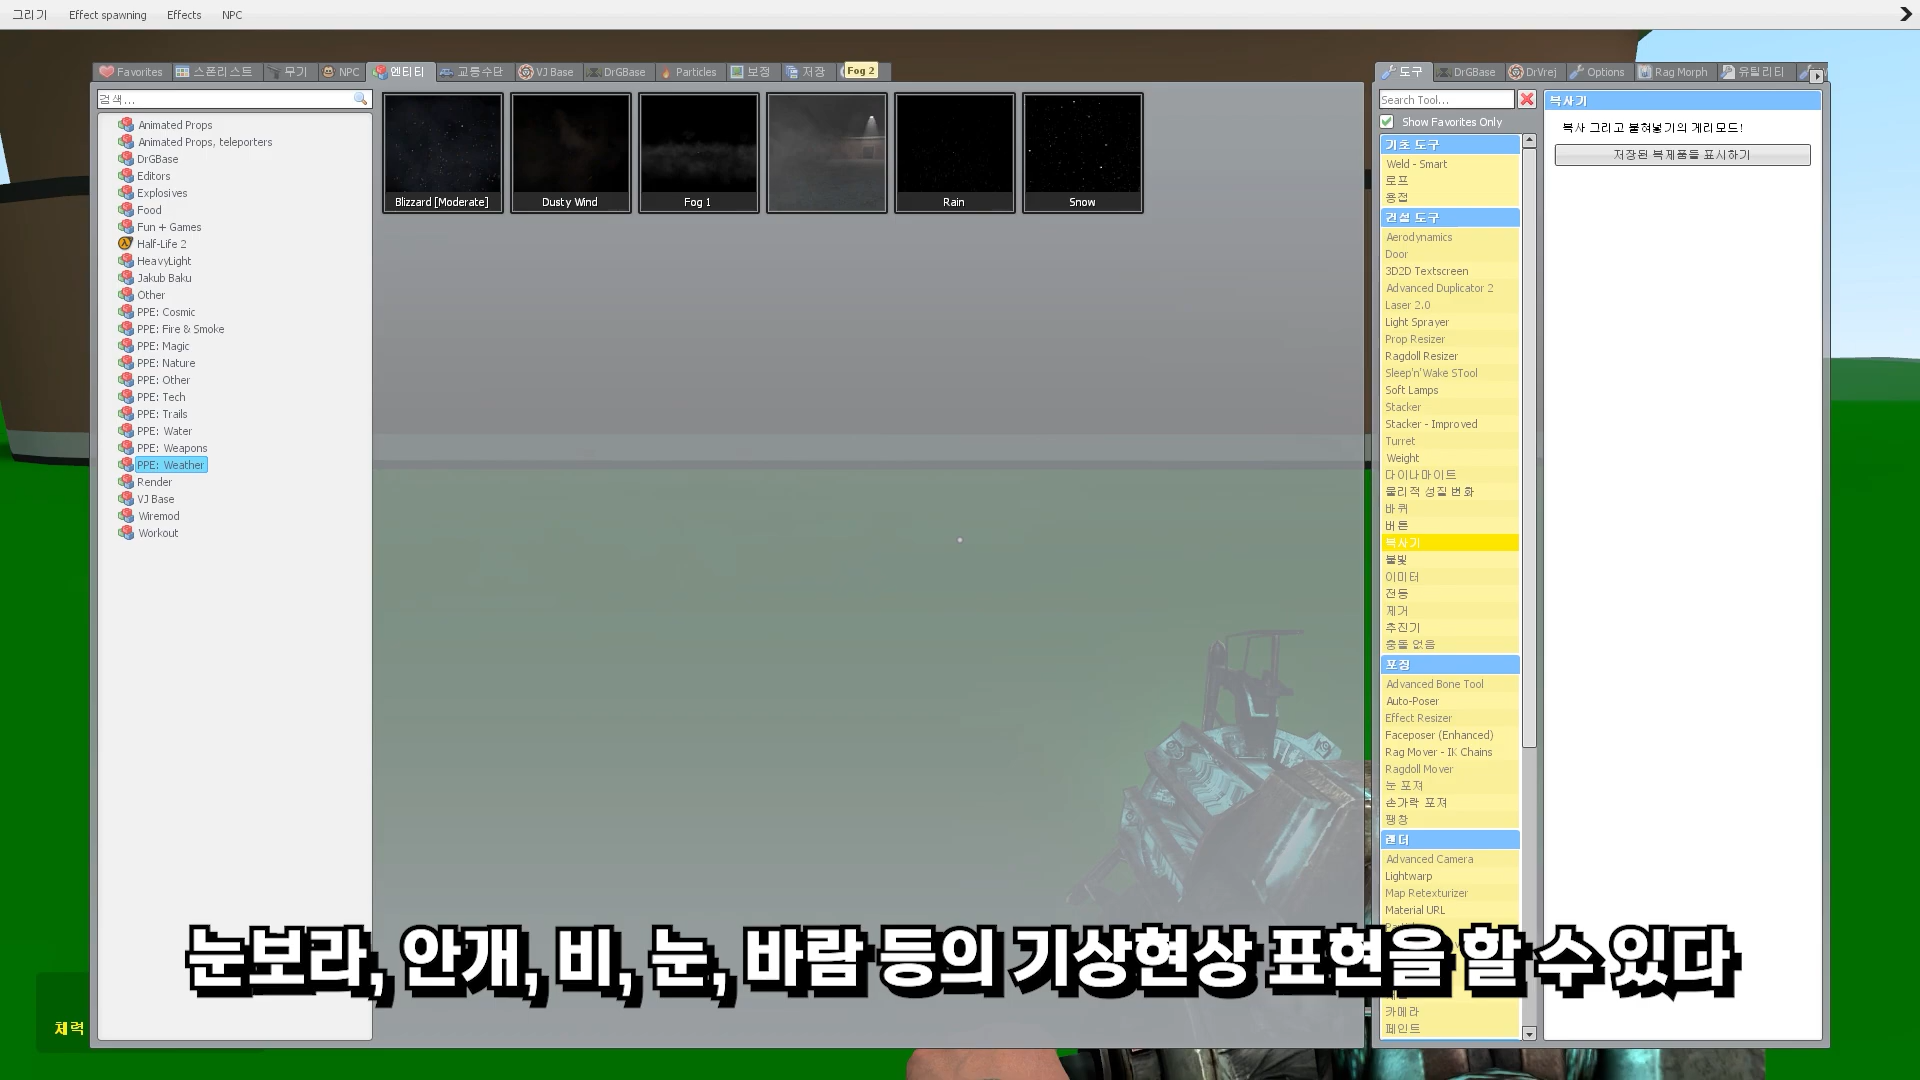 그리기 Effect spawning Effects NPC
Favorites 스폰리스트 무기 NPC 엔티티 교통수단 VJ Base DrGBase Particles 보정 저장 Fog 2
도구 DrGBase DrVrej Options Rag Morph 유틸리티
검색...
Animated Props
Animated Props, teleporters
DrGBase
Editors
Explosives
Food
Fun + Games
Half-Life 2
HeavyLight
Jakub Baku
Other
PPE: Cosmic
PPE: Fire & Smoke
PPE: Magic
PPE: Nature
PPE: Other
PPE: Tech
PPE: Trails
PPE: Water
PPE: Weapons
PPE: Weather
Render
VJ Base
Wiremod
Workout
Blizzard [Moderate] Dusty Wind Fog 1 Rain Snow
Search Tool...
Show Favorites Only
기초 도구
Weld - Smart
로프
용접
건설 도구
Aerodynamics
Door
3D2D Textscreen
Advanced Duplicator 2
Laser 2.0
Light Sprayer
Prop Resizer
Ragdoll Resizer
Sleep'n'Wake STool
Soft Lamps
Stacker
Stacker - Improved
Turret
Weight
다이나마이트
물리적 성질 변화
바퀴
버튼
복사기
불빛
이미터
전등
제거
추진기
충돌 없음
포징
Advanced Bone Tool
Auto-Poser
Effect Resizer
Faceposer (Enhanced)
Rag Mover - IK Chains
Ragdoll Mover
눈 포져
손가락 포져
팽창
렌더
Advanced Camera
Lightwarp
Map Retexturizer
Material URL
카메라
페인트
복사기
복사 그리고 붙혀넣기의 게리모드!
저장된 복제품을 표시하기
눈보라, 안개, 비, 눈, 바람 등의 기상현상 표현을 할 수 있다
체력